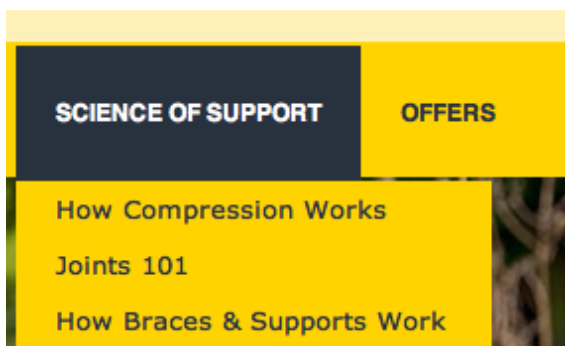 SCIENCE OF SUPPORT OFFERS
How Compression Works
Joints 101
How Braces & Supports Work